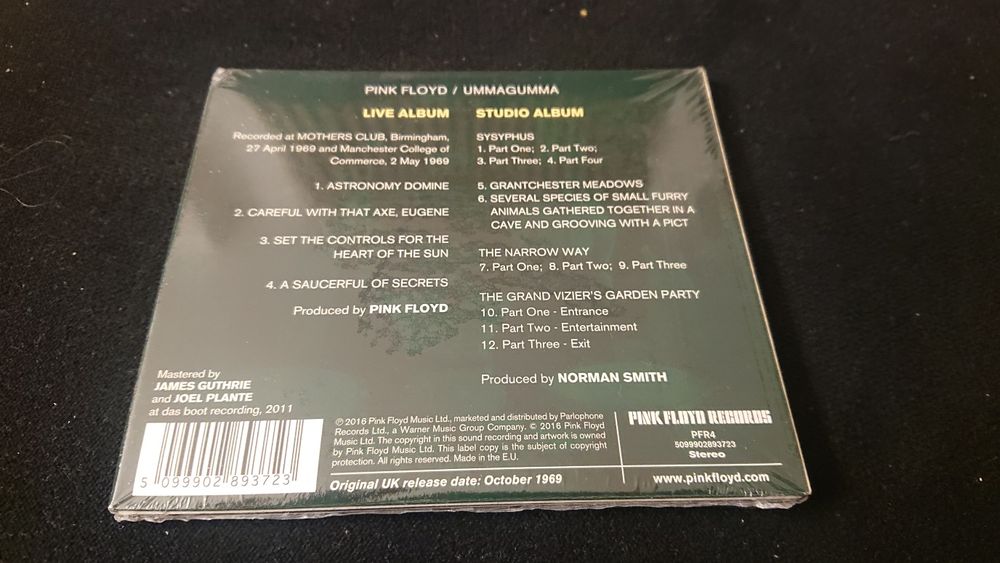 PINK FLOYD / UMMAGUMMA
LIVE ALBUM
Recorded at MOTHERS CLUB, Birmingham,
27 April 1969 and Manchester College of
Commerce, 2 May 1969
1. ASTRONOMY DOMINE
2. CAREFUL WITH THAT AXE, EUGENE
3. SET THE CONTROLS FOR THE
HEART OF THE SUN
4. A SAUCERFUL OF SECRETS
Produced by PINK FLOYD
STUDIO ALBUM
SYSYPHUS
1. Part One; 2. Part Two;
3. Part Three; 4. Part Four
5. GRANTCHESTER MEADOWS
6. SEVERAL SPECIES OF SMALL FURRY
ANIMALS GATHERED TOGETHER IN A
CAVE AND GROOVING WITH A PICT
THE NARROW WAY
7. Part One; 8. Part Two; 9. Part Three
THE GRAND VIZIER'S GARDEN PARTY
10. Part One - Entrance
11. Part Two - Entertainment
12. Part Three - Exit
Produced by NORMAN SMITH
Mastered by
JAMES GUTHRIE
and JOEL PLANTE
at das boot recording, 2011
5 099902 893723
℗ 2016 Pink Floyd Music Ltd., marketed and distributed by Parlophone
Records Ltd., a Warner Music Group Company. © 2016 Pink Floyd
Music Ltd. The copyright in this sound recording and artwork is owned
by Pink Floyd Music Ltd. This label copy is the subject of copyright
protection. All rights reserved. Made in the E.U.
Original UK release date: October 1969
PINK FLOYD RECORDS
PFR4
5099902893723
Stereo
www.pinkfloyd.com